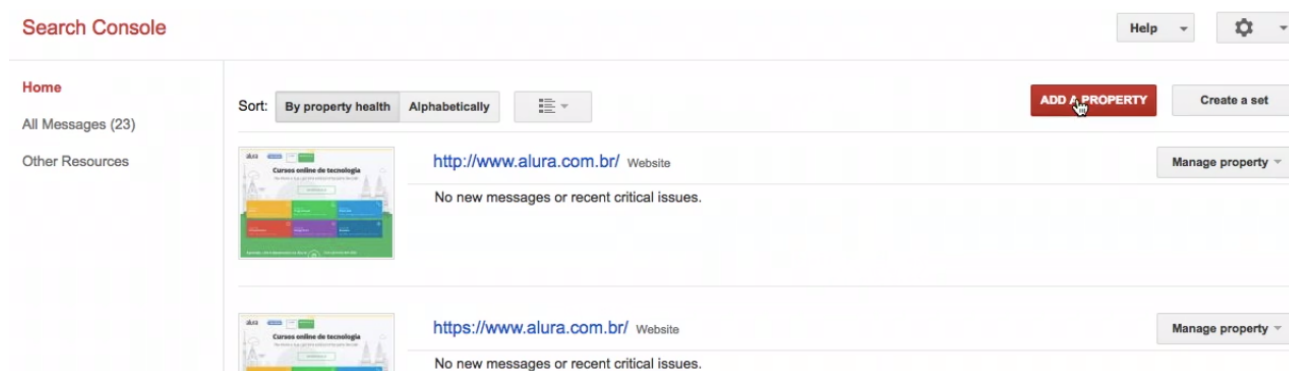 Search Console
Help
Home
All Messages (23)
Other Resources
Sort: By property health Alphabetically
ADD A PROPERTY
Create a set
alura
Cursos online de tecnologia
http://www.alura.com.br/ Website
Manage property
No new messages or recent critical issues.
alura
Cursos online de tecnologia
https://www.alura.com.br/ Website
Manage property
No new messages or recent critical issues.